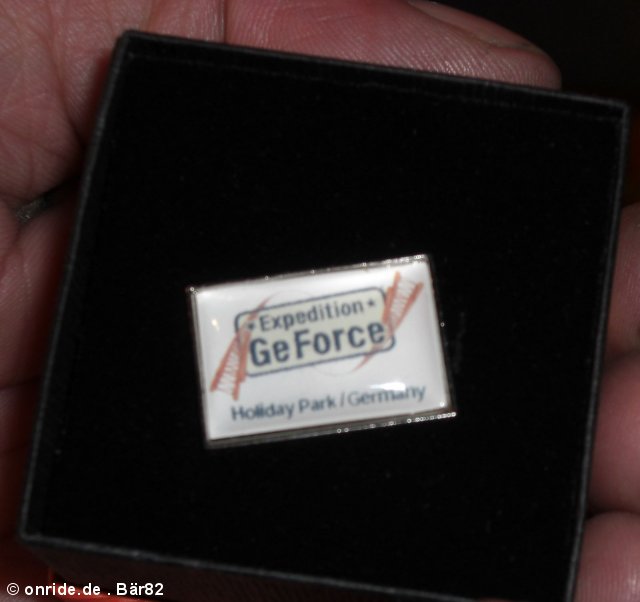 Expedition
GeForce
Holiday Park / Germany
© onride.de . Bär82